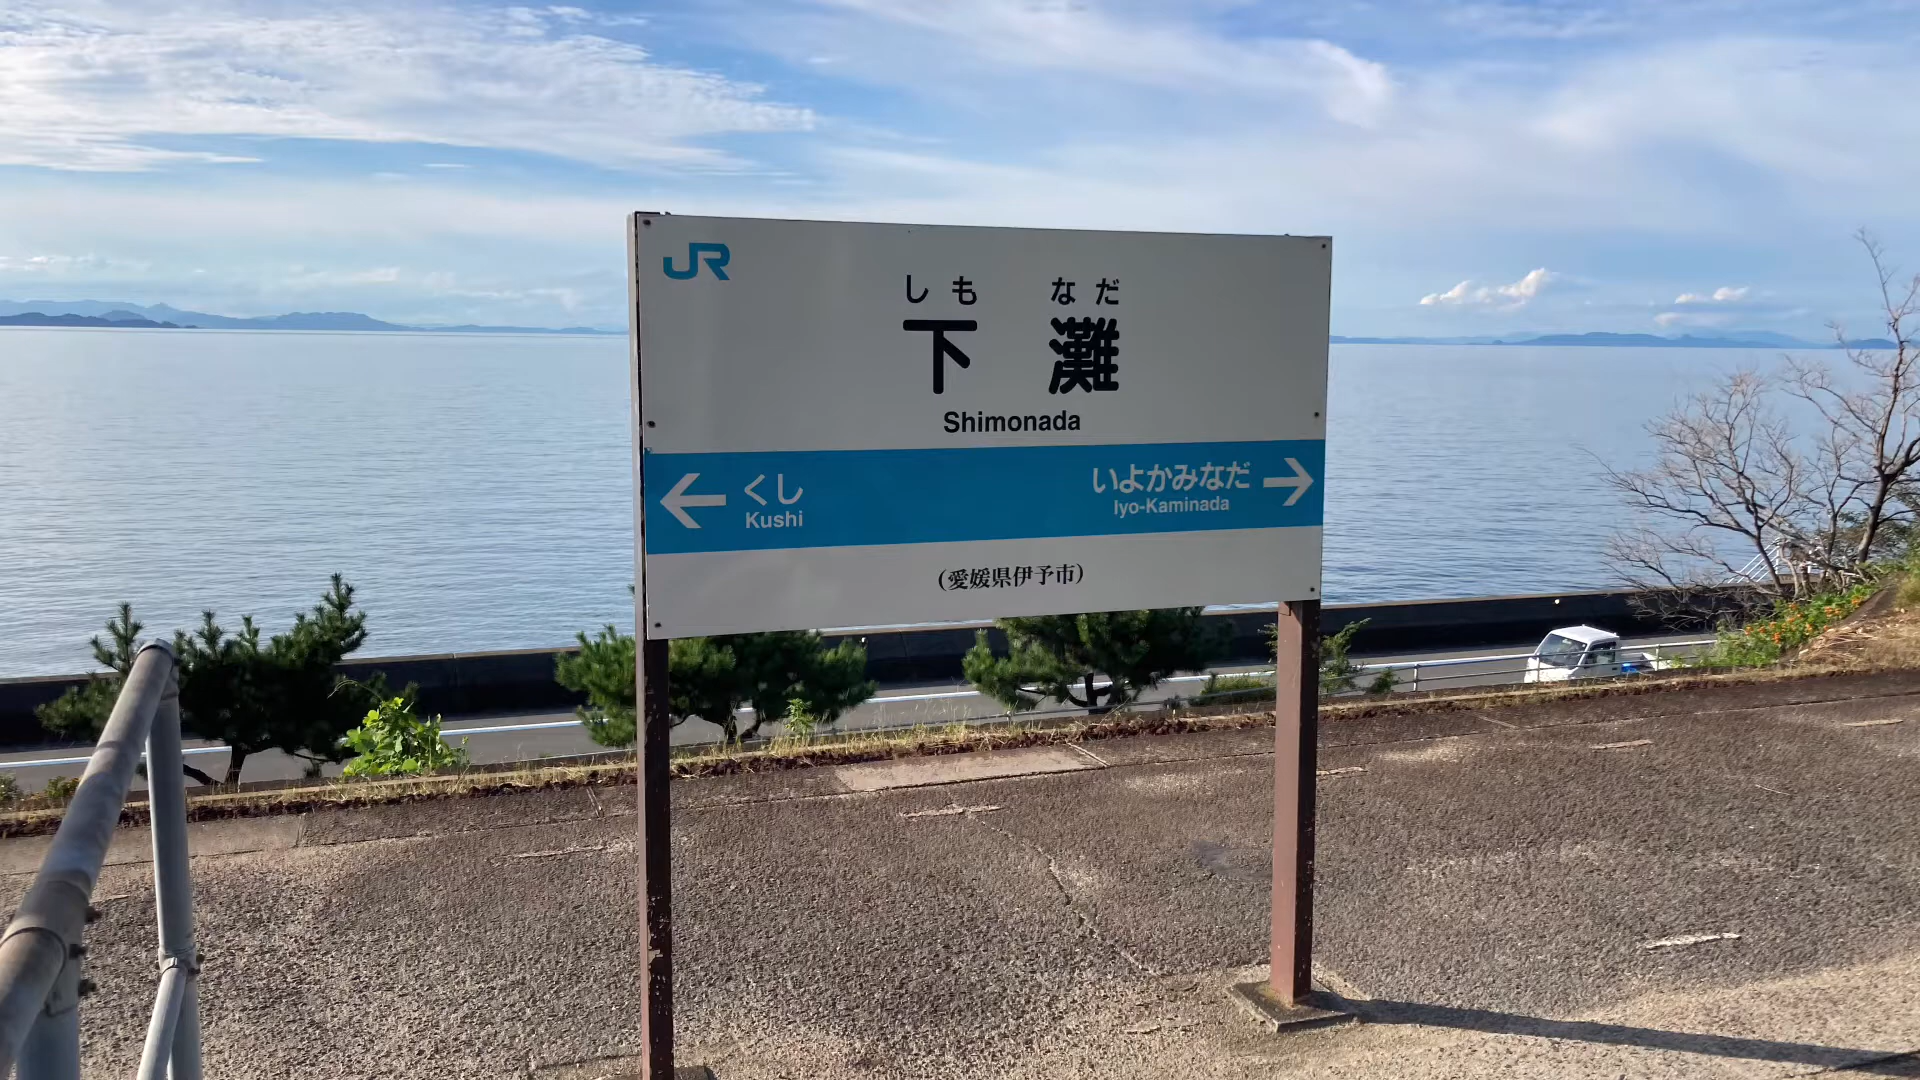 JR
しも なだ
下 灘
Shimonada
← くし いよかみなだ →
Kushi Iyo-Kaminada
(愛媛県伊予市)